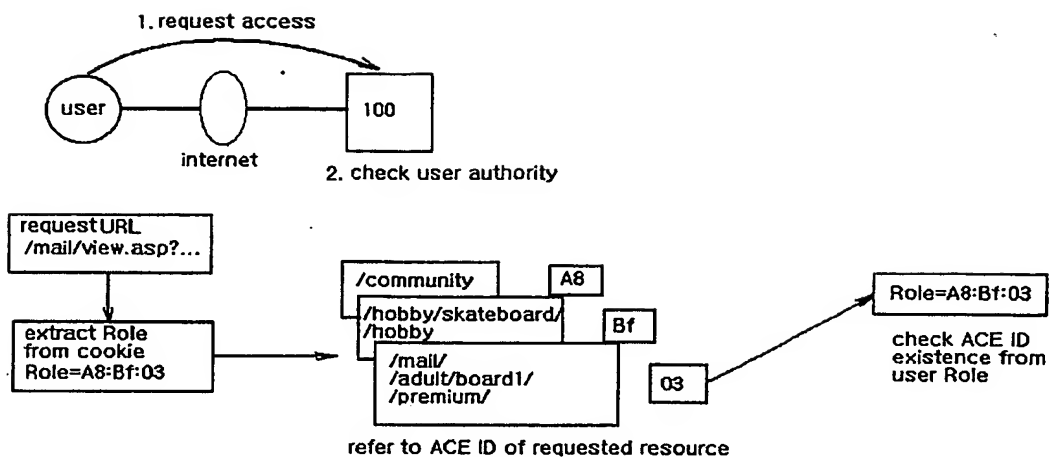 1. request access
user
100
internet
2. check user authority
requestURL
/mail/view.asp?...
extract Role
from cookie
Role=A8:Bf:03
/community
A8
/hobby/skateboard/
/hobby
Bf
/mail/
/adult/board1/
/premium/
03
refer to ACE ID of requested resource
Role=A8:Bf:03
check ACE ID
existence from
user Role